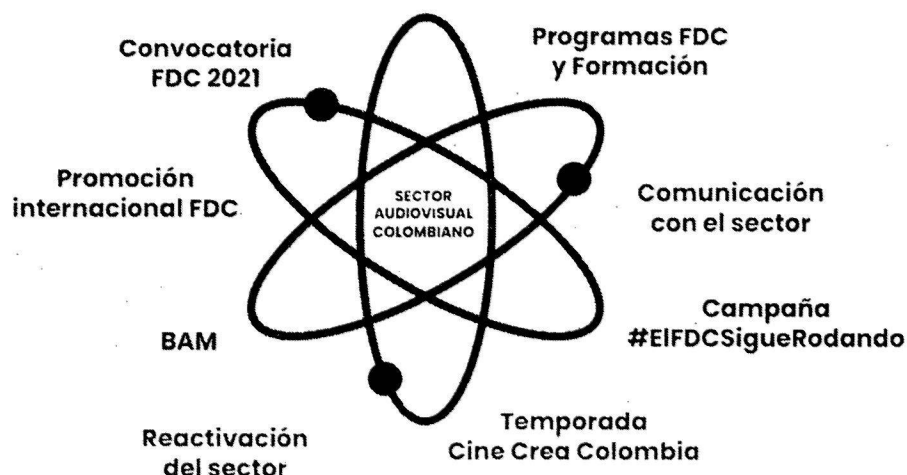 Convocatoria
FDC 2021
Programas FDC
y Formación
Promoción
internacional FDC
SECTOR
AUDIOVISUAL
COLOMBIANO
Comunicación
con el sector
BAM
Campaña
#ElFDCSigueRodando
Reactivación
del sector
Temporada
Cine Crea Colombia